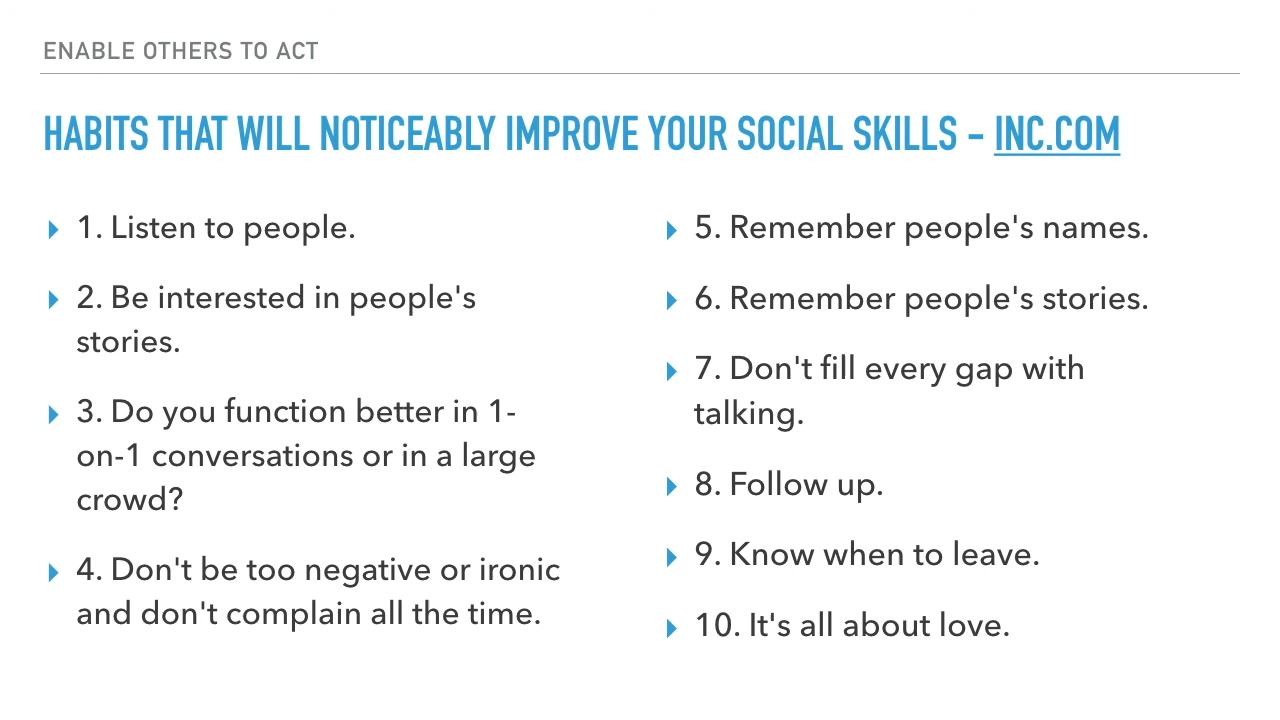 ENABLE OTHERS TO ACT
HABITS THAT WILL NOTICEABLY IMPROVE YOUR SOCIAL SKILLS – INC.COM
1. Listen to people.
2. Be interested in people's
stories.
3. Do you function better in 1-
on-1 conversations or in a large
crowd?
4. Don't be too negative or ironic
and don't complain all the time.
5. Remember people's names.
6. Remember people's stories.
7. Don't fill every gap with
talking.
8. Follow up.
9. Know when to leave.
10. It's all about love.